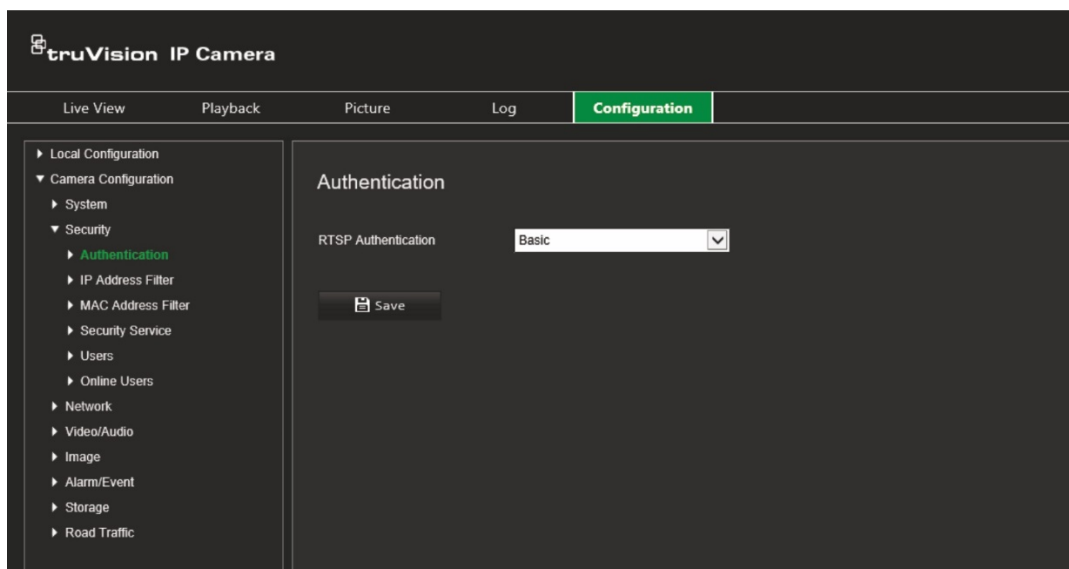 truVision IP Camera
Live View Playback Picture Log Configuration
Local Configuration
Camera Configuration
System
Security
Authentication
IP Address Filter
MAC Address Filter
Security Service
Users
Online Users
Network
Video/Audio
Image
Alarm/Event
Storage
Road Traffic
Authentication
RTSP Authentication Basic
Save